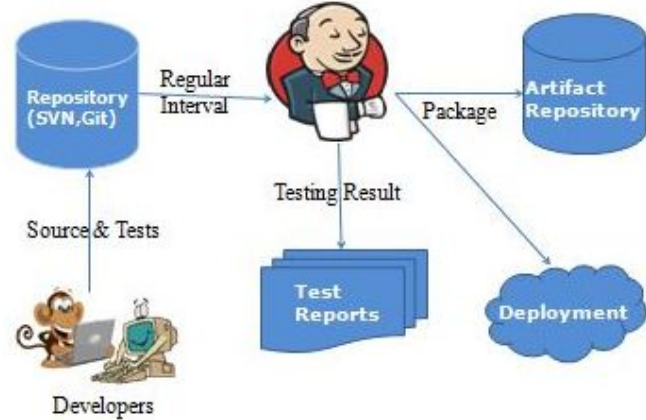 Repository
(SVN,Git)
Regular
Interval
Package
Artifact
Repository
Testing Result
Source & Tests
Test
Reports
Deployment
Developers